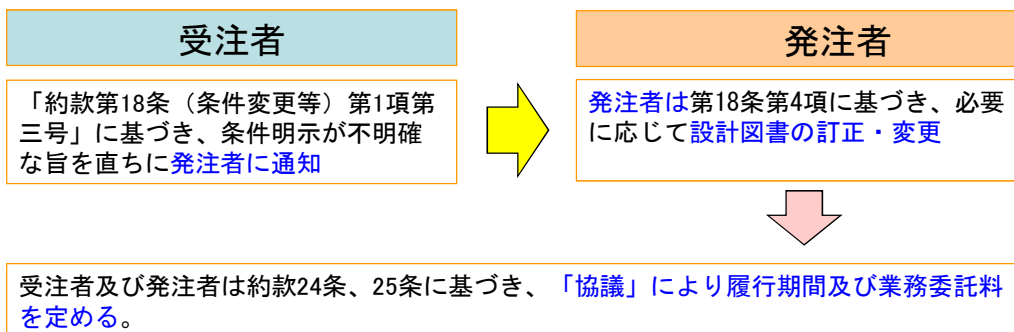 受注者
発注者
「約款第18条（条件変更等）第1項第
三号」に基づき、条件明示が不明確
な旨を直ちに発注者に通知
発注者は第18条第4項に基づき、必要
に応じて設計図書の訂正・変更
受注者及び発注者は約款24条、25条に基づき、「協議」により履行期間及び業務委託料
を定める。